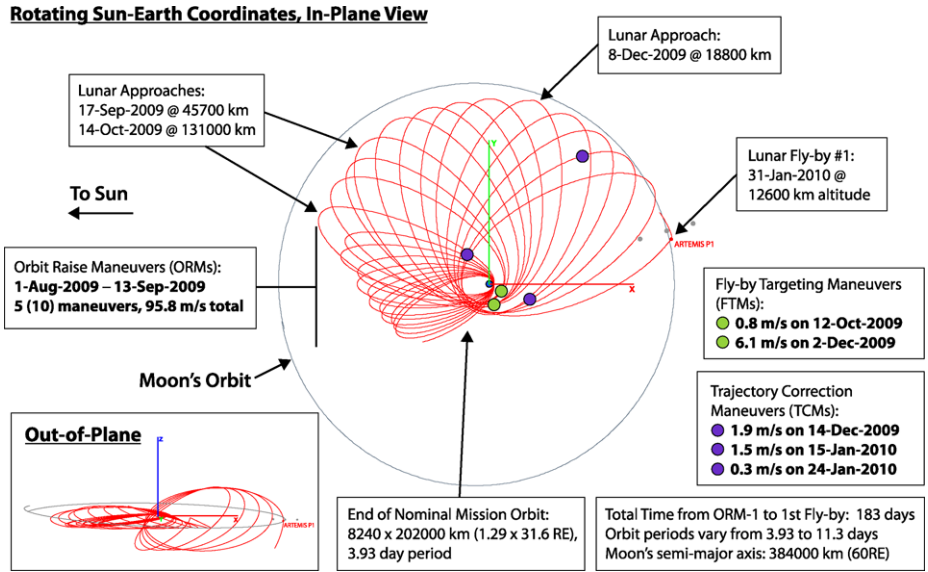 Rotating Sun-Earth Coordinates, In-Plane View
Lunar Approach:
8-Dec-2009 @ 18800 km
Lunar Approaches:
17-Sep-2009 @ 45700 km
14-Oct-2009 @ 131000 km
Y
Lunar Fly-by #1:
31-Jan-2010 @
12600 km altitude
To Sun
ARTEMIS P1
Orbit Raise Maneuvers (ORMs):
1-Aug-2009 – 13-Sep-2009
5 (10) maneuvers, 95.8 m/s total
X
Fly-by Targeting Maneuvers
(FTMs):
0.8 m/s on 12-Oct-2009
6.1 m/s on 2-Dec-2009
Moon's Orbit
Trajectory Correction
Maneuvers (TCMs):
1.9 m/s on 14-Dec-2009
1.5 m/s on 15-Jan-2010
0.3 m/s on 24-Jan-2010
Out-of-Plane
Z
X
ARTEMIS P1
End of Nominal Mission Orbit:
8240 x 202000 km (1.29 x 31.6 RE),
3.93 day period
Total Time from ORM-1 to 1st Fly-by: 183 days
Orbit periods vary from 3.93 to 11.3 days
Moon's semi-major axis: 384000 km (60RE)